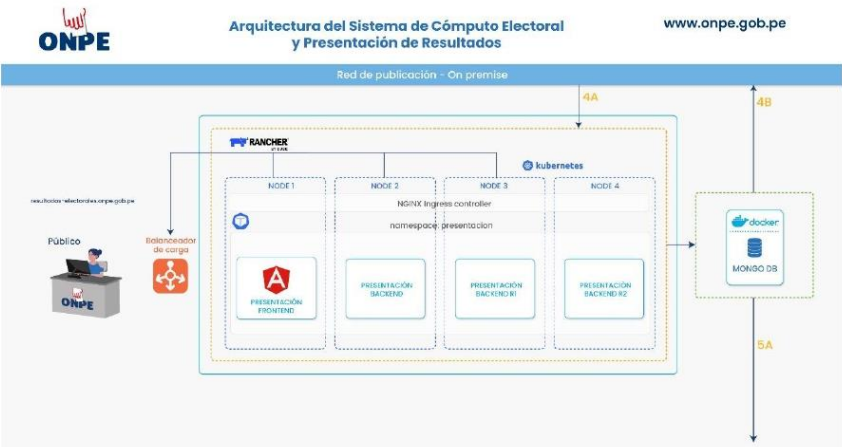 ONPE
Arquitectura del Sistema de Cómputo Electoral
y Presentación de Resultados
www.onpe.gob.pe
Red de publicación - On premise
4A
4B
RANCHER
kubernetes
NODE 1
NODE 2
NODE 3
NODE 4
NGINX Ingress controller
namespace: presentacion
resultadoselectorales.onpe.gob.pe
Público
Balanceador
de carga
ONPE
PRESENTACIÓN
FRONTEND
PRESENTACIÓN
BACKEND
PRESENTACIÓN
BACKEND R1
PRESENTACIÓN
BACKEND R2
docker
MONGO DB
5A